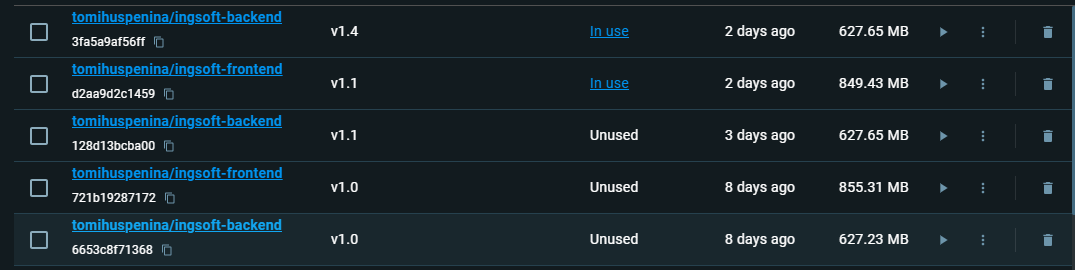 tomihuspenina/ingsoft-backend
3fa5a9af56ff
v1.4
In use
2 days ago
627.65 MB
tomihuspenina/ingsoft-frontend
d2aa9d2c1459
v1.1
In use
2 days ago
849.43 MB
tomihuspenina/ingsoft-backend
128d13bcba00
v1.1
Unused
3 days ago
627.65 MB
tomihuspenina/ingsoft-frontend
721b19287172
v1.0
Unused
8 days ago
855.31 MB
tomihuspenina/ingsoft-backend
6653c8f71368
v1.0
Unused
8 days ago
627.23 MB